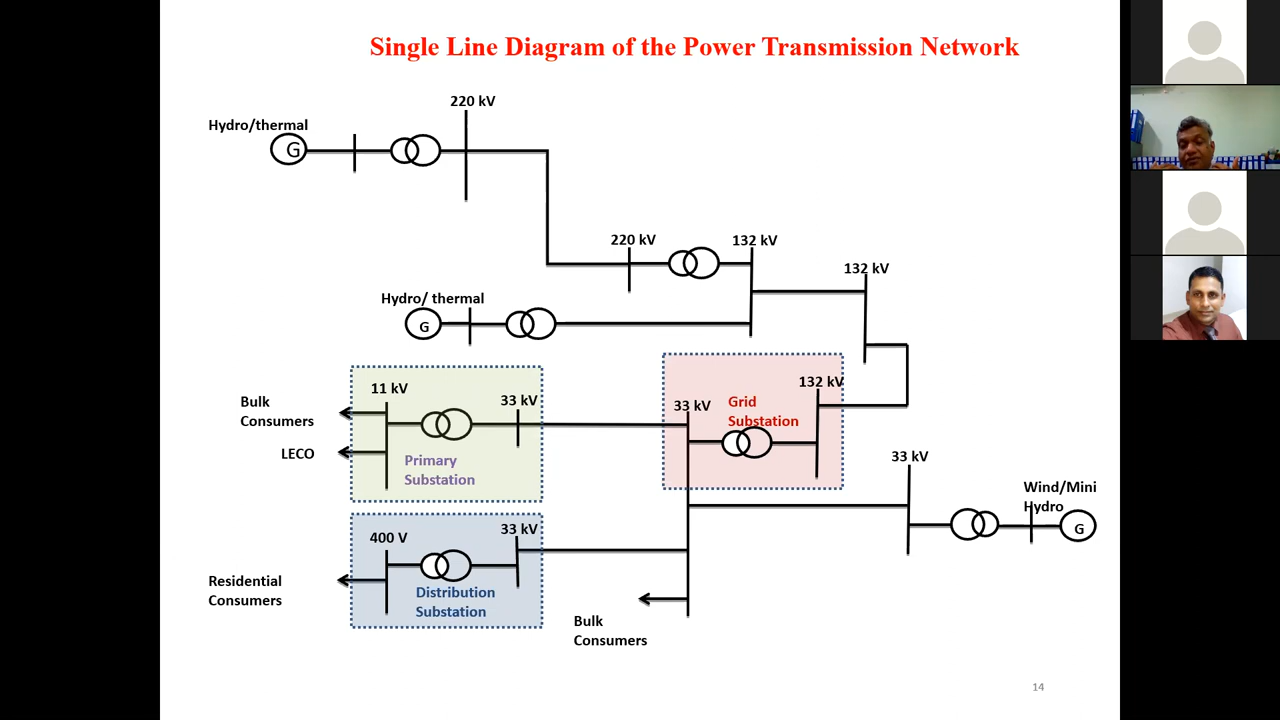 Single Line Diagram of the Power Transmission Network
220 kV
Hydro/thermal
G
220 kV
132 kV
132 kV
Hydro/ thermal
G
11 kV
33 kV
132 kV
33 kV
Grid
Substation
Bulk
Consumers
LECO
Primary
Substation
33 kV
Wind/Mini
Hydro
G
400 V
33 kV
Residential
Consumers
Distribution
Substation
Bulk
Consumers
14